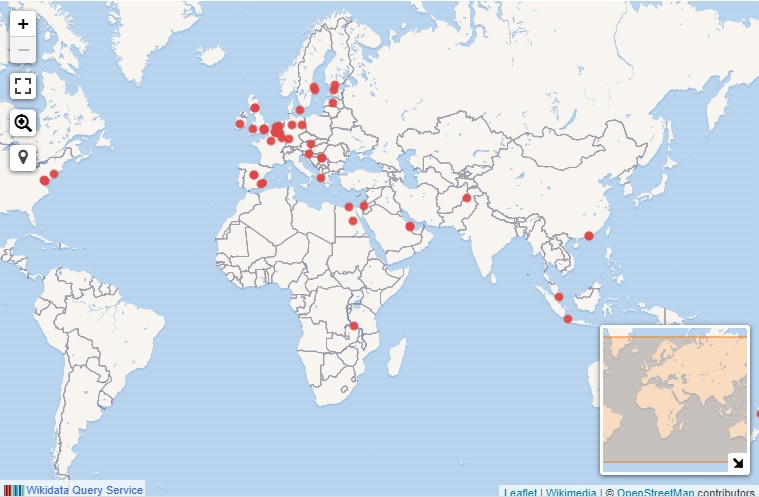 +
−
Wikidata Query Service
Leaflet | Wikimedia | © OpenStreetMap contributors